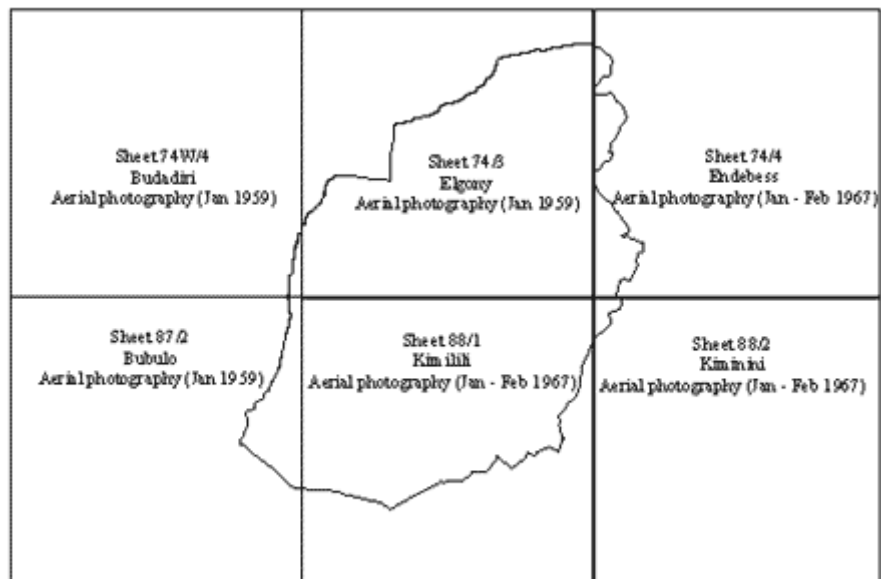 Sheet 74W/4
Budadiri
Aerial photography (Jan 1959)
Sheet 74/3
Elgony
Aerial photography (Jan 1959)
Sheet 74/4
Endebess
Aerial photography (Jan - Feb 1967)
Sheet 87/2
Bubulo
Aerial photography (Jan 1959)
Sheet 88/1
Kimilili
Aerial photography (Jan - Feb 1967)
Sheet 88/2
Kiminini
Aerial photography (Jan - Feb 1967)